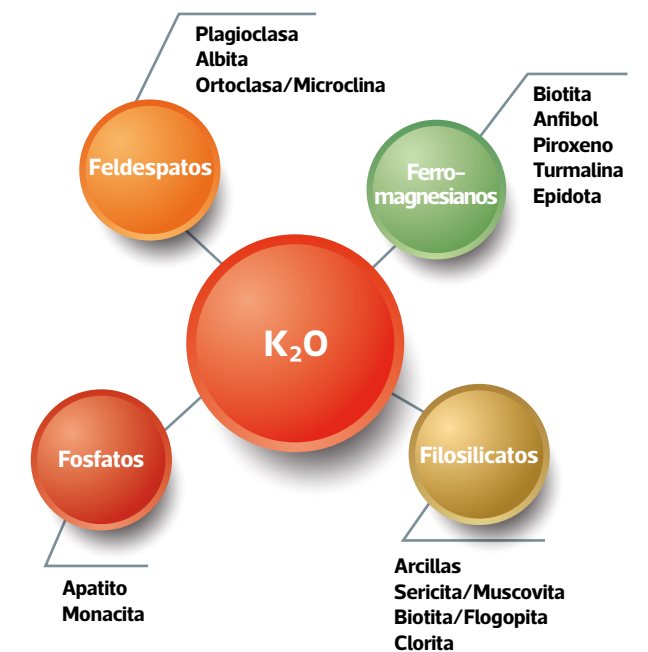 Plagioclasa
Albita
Ortoclasa/Microclina
Feldespatos
Biotita
Anfibol
Piroxeno
Turmalina
Epidota
Ferro-
magnesianos
K₂O
Fosfatos
Apatito
Monacita
Filosilicatos
Arcillas
Sericita/Muscovita
Biotita/Flogopita
Clorita